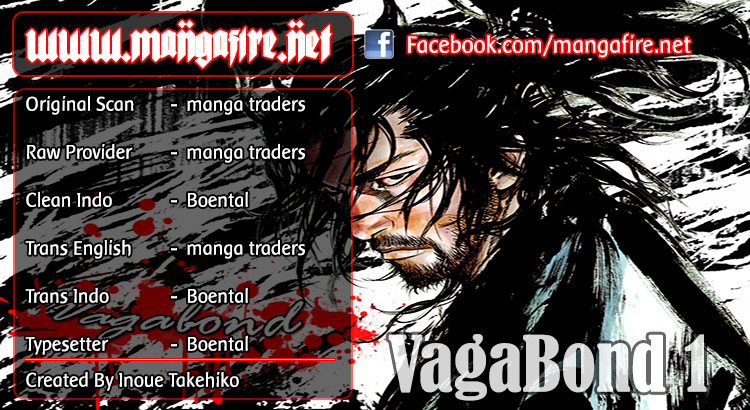 www.mangafire.net
Facebook.com/mangafire.net
Original Scan - manga traders
Raw Provider - manga traders
Clean Indo - Boental
Trans English - manga traders
Trans Indo - Boental
Vagabond
Typesetter - Boental
Created By Inoue Takehiko
VagaBond 1